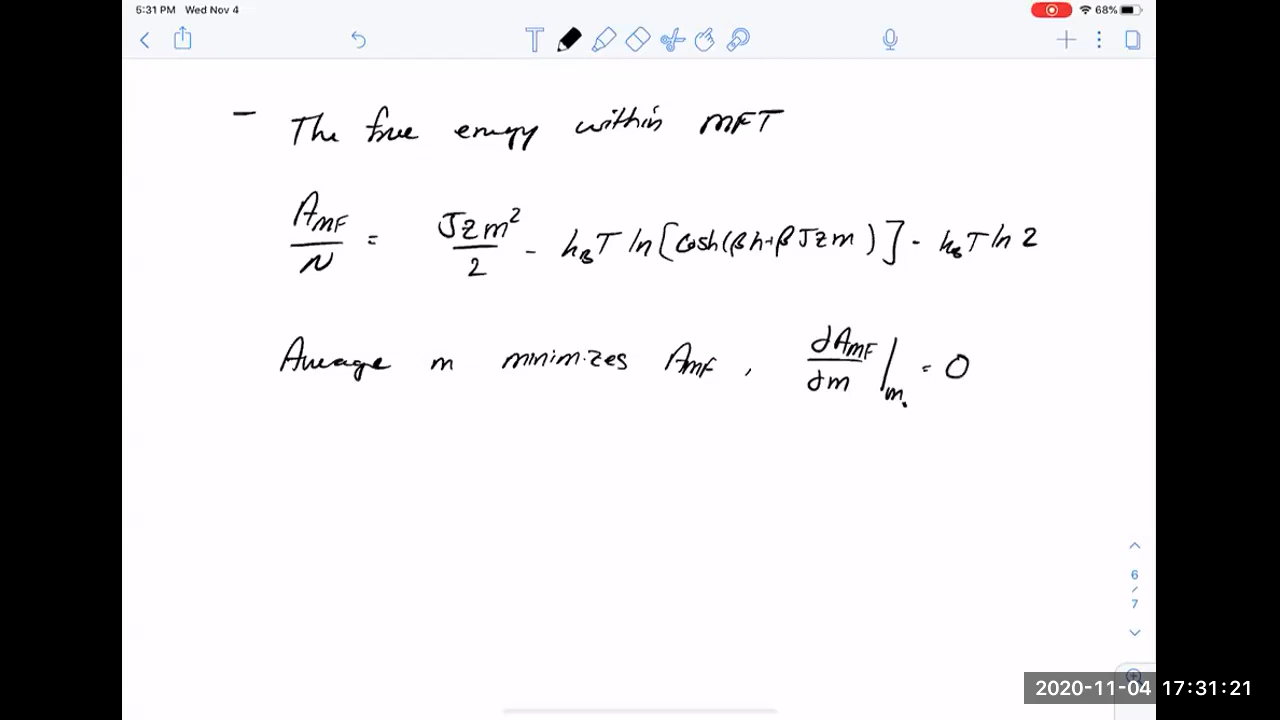 5:31 PM Wed Nov 4
68%
T
- The free energy within MFT
A_MF/N = Jzm²/2 - k_BT ln[cosh(βh+βJzm)] - k_BT ln 2
Average m minimizes A_MF, dA_MF/dm|_m = 0
6
/
7
2020-11-04 17:31:21